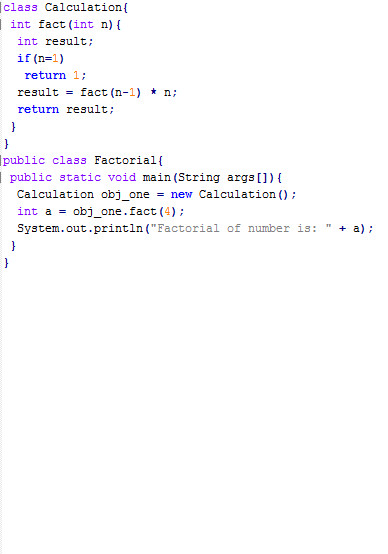 class Calculation{
int fact(int n){
int result;
if(n=1)
return 1;
result = fact(n-1) * n;
return result;
}
}
public class Factorial{
public static void main(String args[]){
Calculation obj_one = new Calculation();
int a = obj_one.fact(4);
System.out.println("Factorial of number is: " + a);
}
}